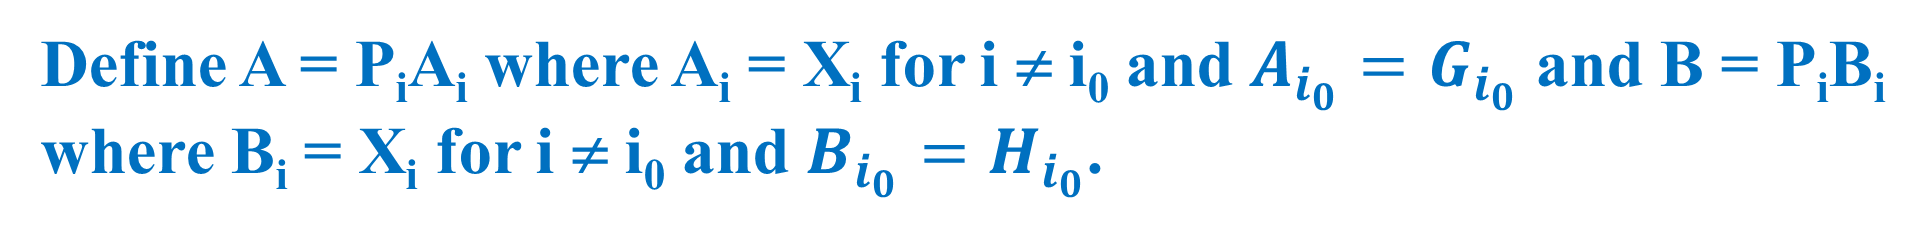 Define A = PᵢAᵢ where Aᵢ = Xᵢ for i ≠ i₀ and A_{i₀} = G_{i₀} and B = PᵢBᵢ
where Bᵢ = Xᵢ for i ≠ i₀ and B_{i₀} = H_{i₀}.